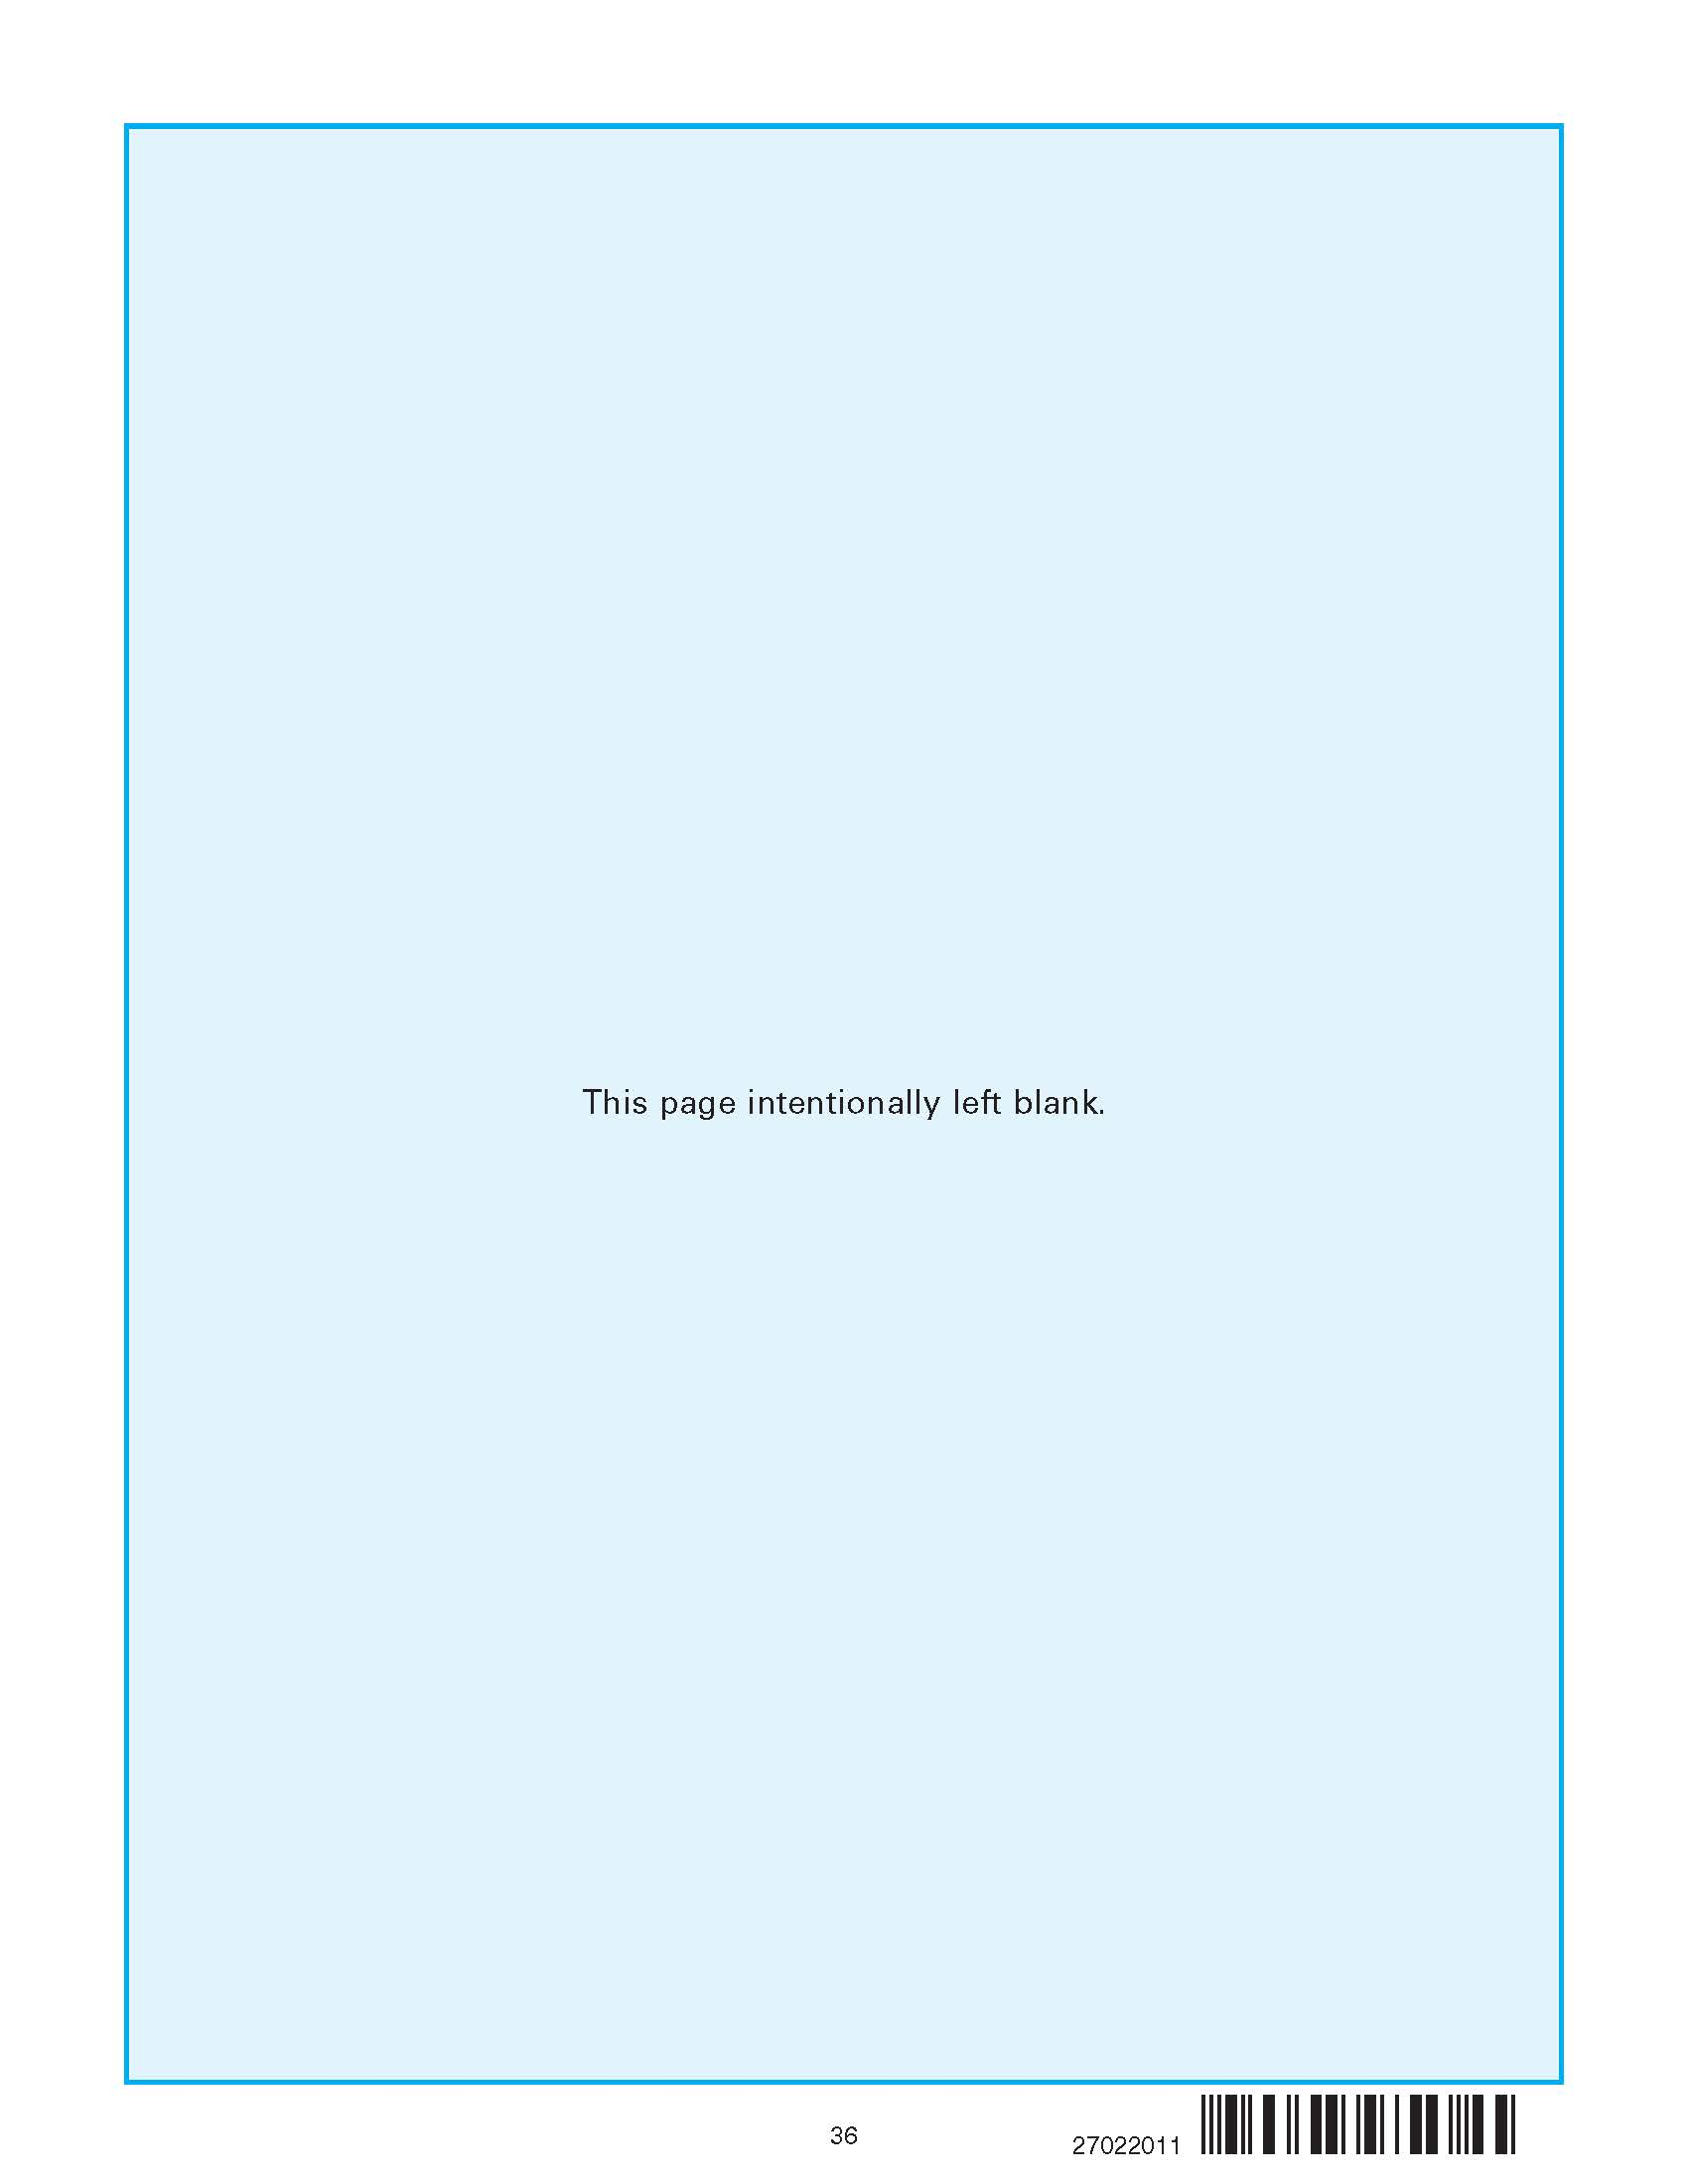 This page intentionally left blank.
36
27022011